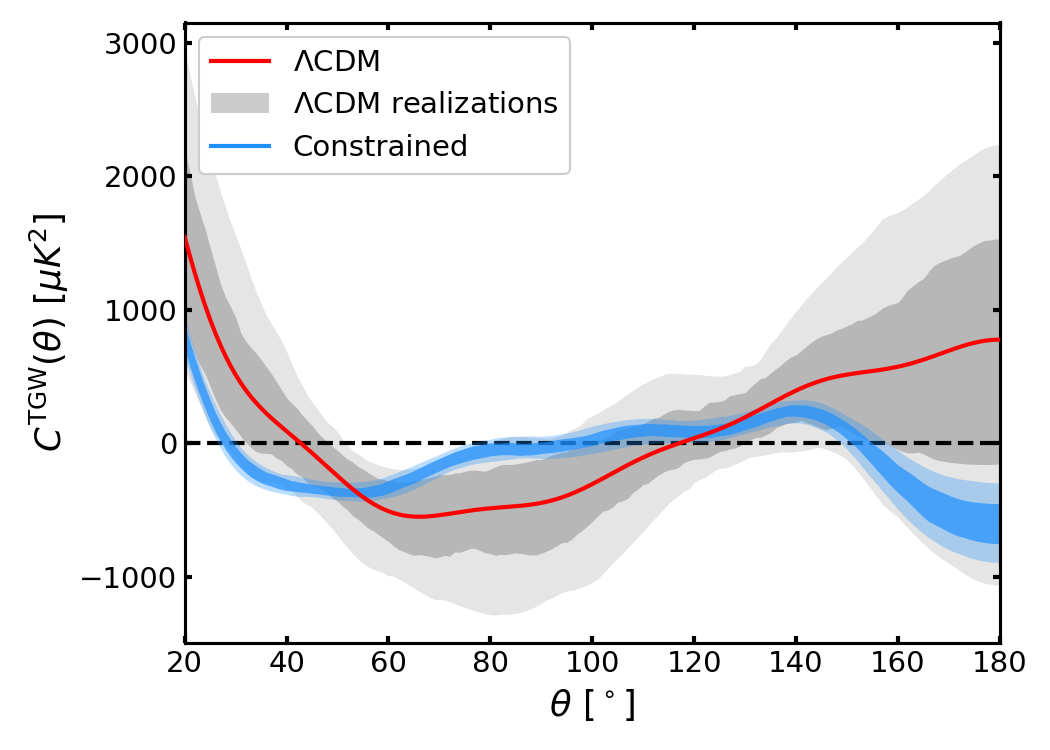 ΛCDM
ΛCDM realizations
Constrained
3000
2000
1000
0
−1000
C^TGW(θ) [μK²]
20 40 60 80 100 120 140 160 180
θ [°]